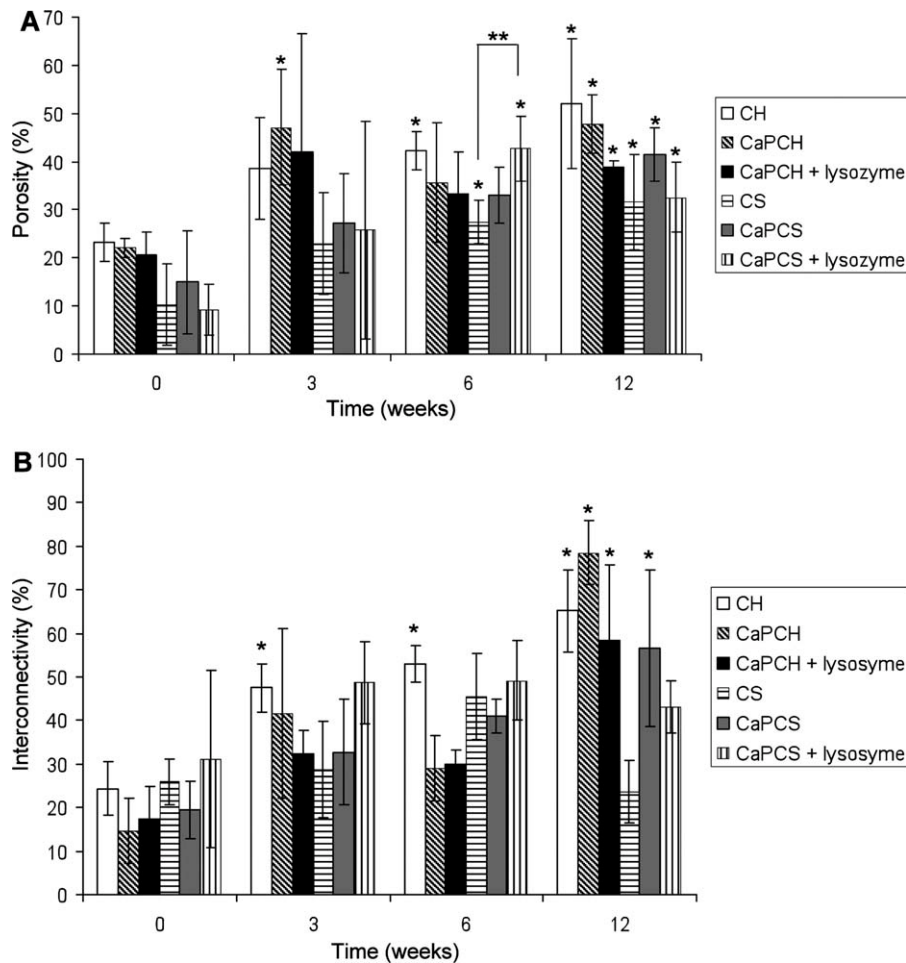 A
Porosity (%)
70
60
50
40
30
20
10
0
* * * * * * * * * * **
0 3 6 12
Time (weeks)
CH
CaPCH
CaPCH + lysozyme
CS
CaPCS
CaPCS + lysozyme
B
Interconnectivity (%)
100
90
80
70
60
50
40
30
20
10
0
* * * * * *
0 3 6 12
Time (weeks)
CH
CaPCH
CaPCH + lysosyme
CS
CaPCS
CaPCS + lysosyme